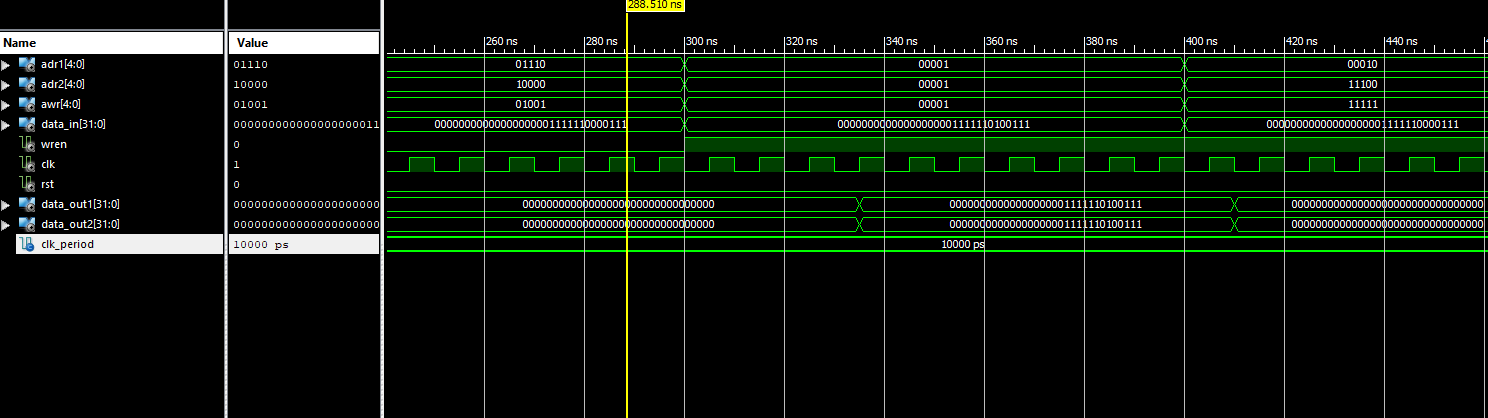 288.510 ns
Name Value 260 ns 280 ns 300 ns 320 ns 340 ns 360 ns 380 ns 400 ns 420 ns 440 ns
adr1[4:0] 01110 01110 00001 00010
adr2[4:0] 10000 10000 00001 11100
awr[4:0] 01001 01001 00001 11111
data_in[31:0] 000000000000000000011 00000000000000000001111110000111 00000000000000000001111110100111 00000000000000000001111110000111
wren 0
clk 1
rst 0
data_out1[31:0] 000000000000000000000 00000000000000000000000000000000 00000000000000000001111110100111 00000000000000000000000000000000
data_out2[31:0] 000000000000000000000 00000000000000000000000000000000 00000000000000000001111110100111 00000000000000000000000000000000
clk_period 10000 ps 10000 ps